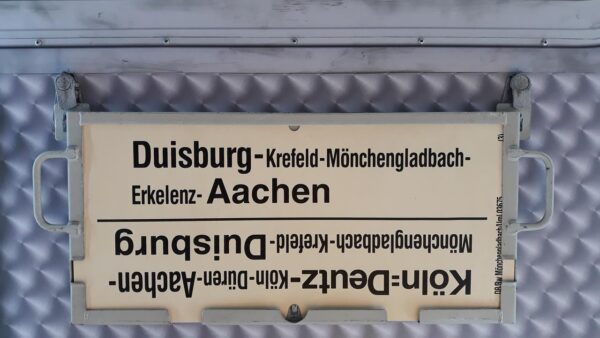 Duisburg-Krefeld-Mönchengladbach-
Erkelenz-Aachen
Köln=Deutz-Köln-Düren-Aachen-
Mönchengladbach-Krefeld-Duisburg